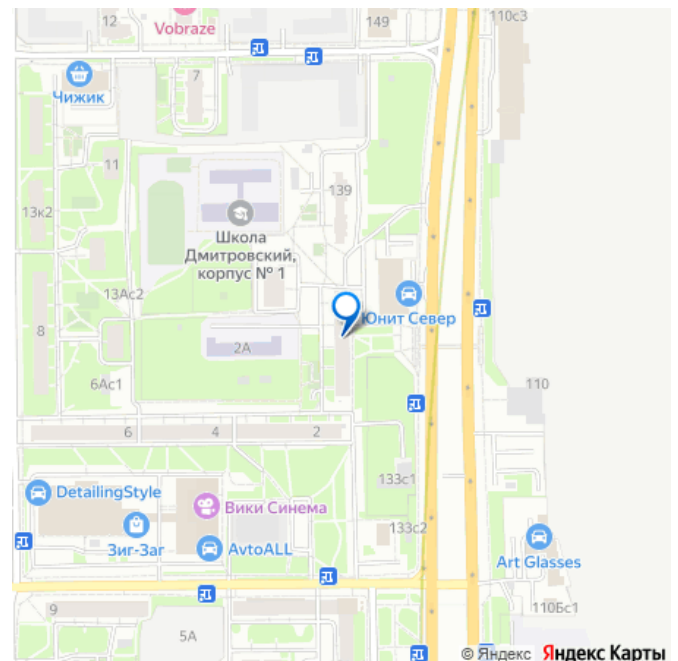 12
149
110с3
Vobraze
7
Чижик
11
139
13к2
Школа
Дмитровский,
корпус № 1
13Ас2
Юнит Север
8
2А
6Ас1
110
6
4
2
133с1
DetailingStyle
Вики Синема
133с2
Зиг-Заг
AvtoALL
Art Glasses
9
110Бс1
5А
© Яндекс Яндекс Карты